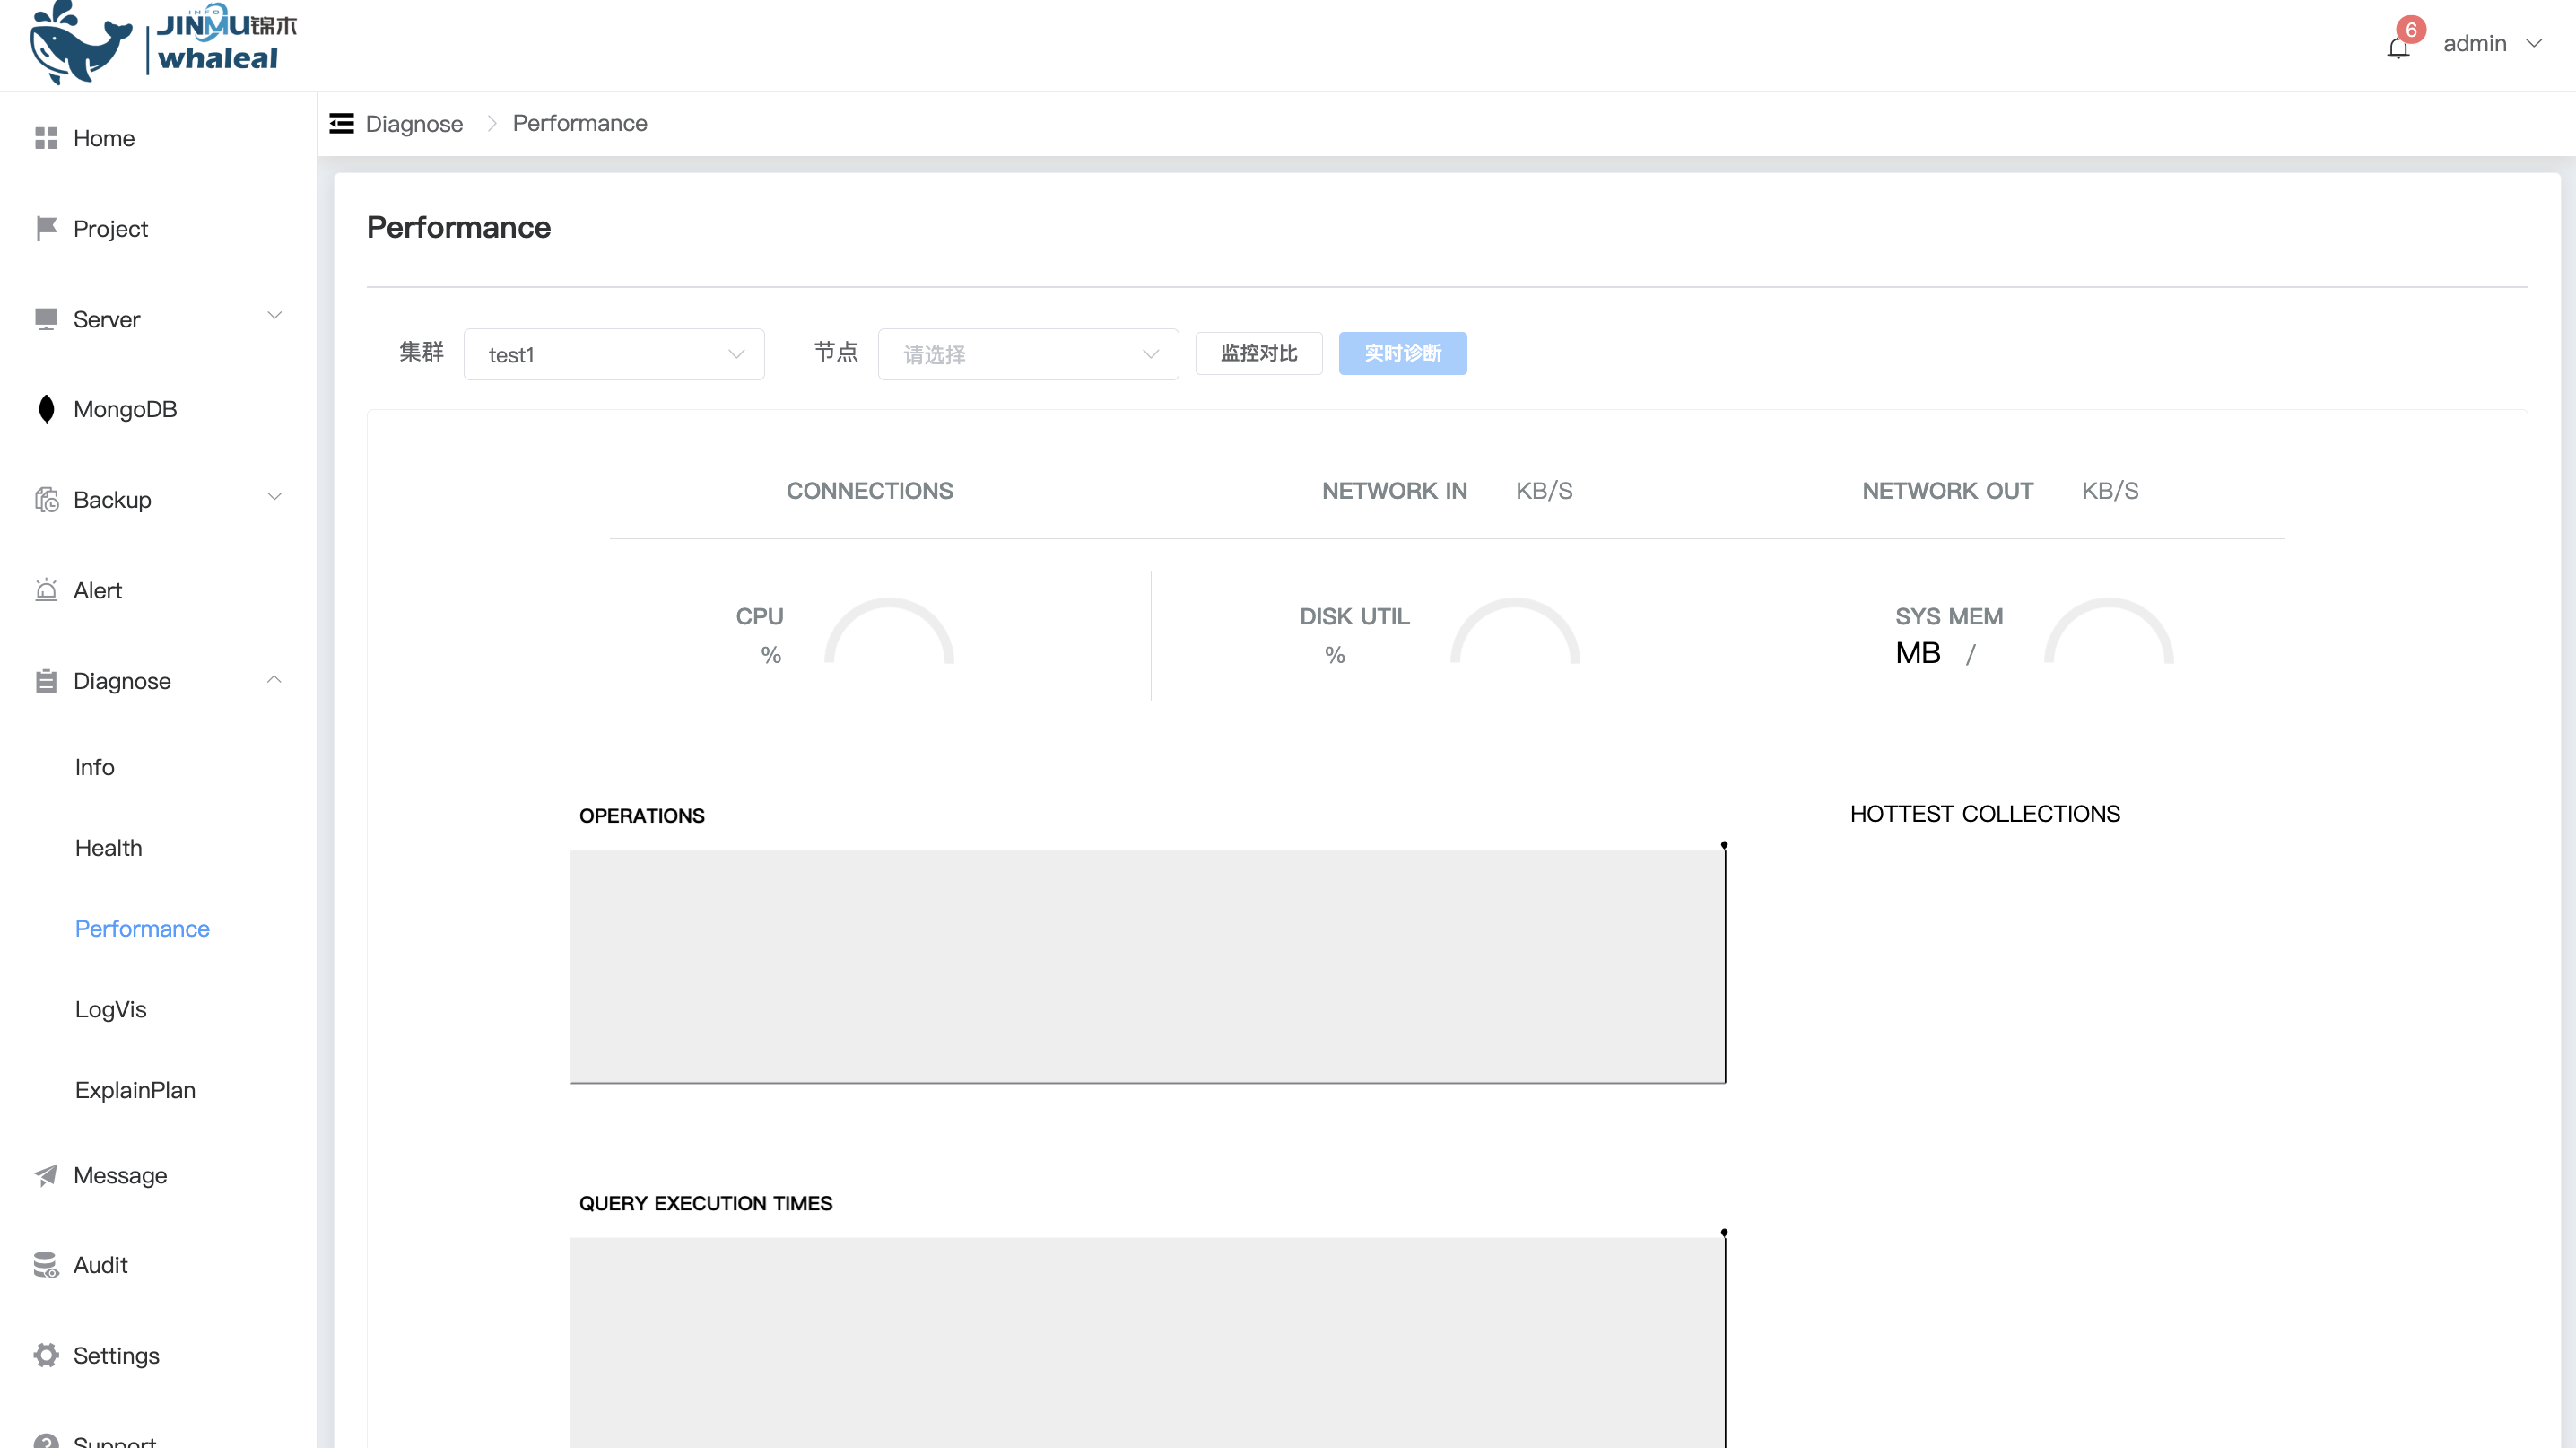 INFO
JINMU锦木
whaleal
6
admin
Home
Project
Server
MongoDB
Backup
Alert
Diagnose
Info
Health
Performance
LogVis
ExplainPlan
Message
Audit
Settings
Support
Diagnose
Performance
Performance
集群
test1
节点
请选择
监控对比
实时诊断
CONNECTIONS
NETWORK IN KB/S
NETWORK OUT KB/S
CPU
%
DISK UTIL
%
SYS MEM
MB /
OPERATIONS
HOTTEST COLLECTIONS
QUERY EXECUTION TIMES